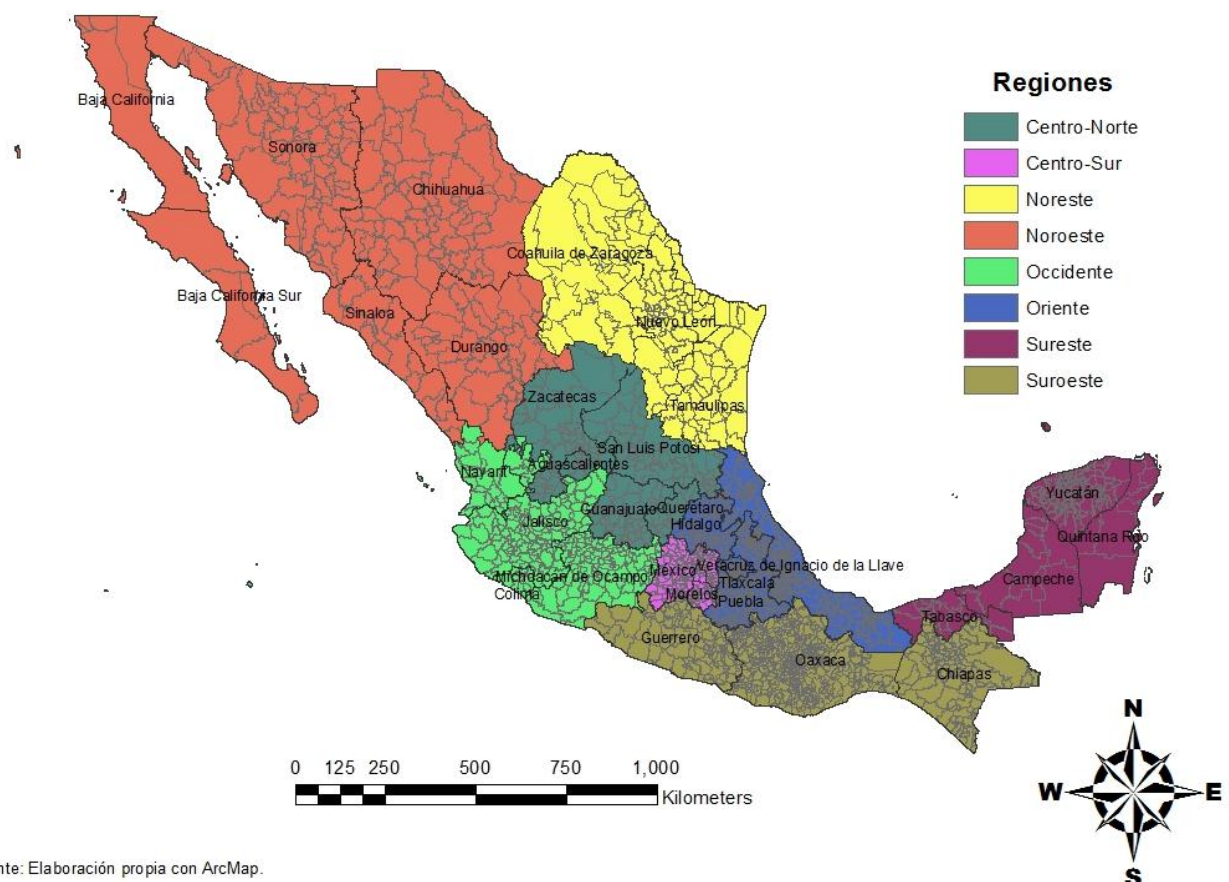 Regiones
Centro-Norte
Centro-Sur
Noreste
Noroeste
Occidente
Oriente
Sureste
Suroeste
Baja California
Sonora
Chihuahua
Coahuila de Zaragoza
Baja California Sur
Sinaloa
Nuevo León
Durango
Zacatecas
Tamaulipas
San Luis Potosí
Nayarit
Aguascalientes
Guanajuato
Querétaro
Jalisco
Hidalgo
Yucatán
Quintana Roo
Michoacán de Ocampo
México
Veracruz de Ignacio de la Llave
Tlaxcala
Campeche
Colima
Morelos
Puebla
Tabasco
Guerrero
Oaxaca
Chiapas
N
W
E
S
0 125 250 500 750 1,000
Kilometers
nte: Elaboración propia con ArcMap.